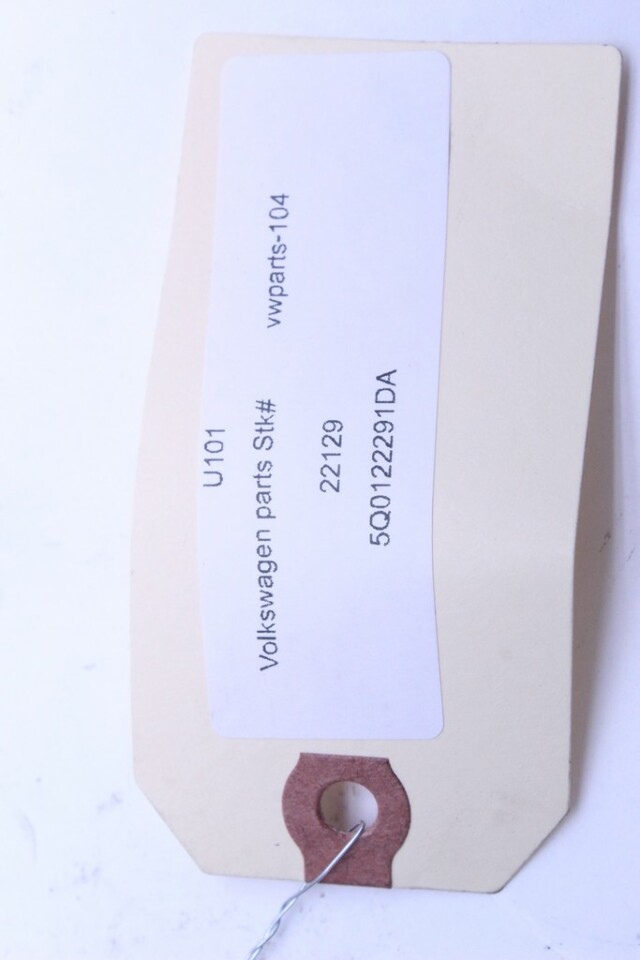 U101
Volkswagen parts Stk# vwparts-104
22129
5Q0122291DA